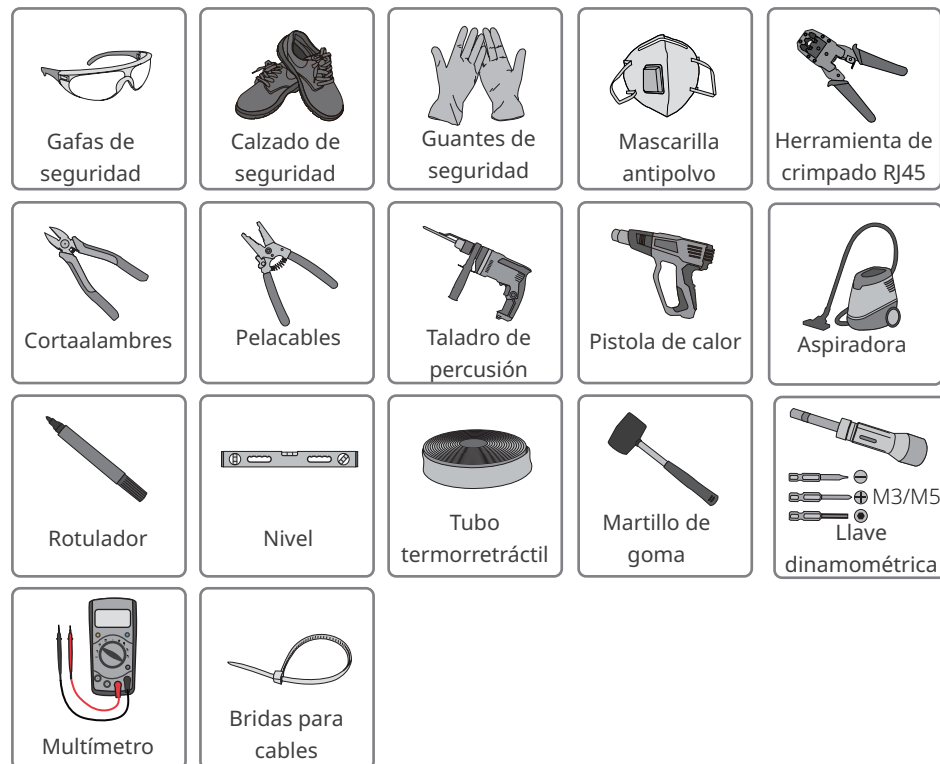 Gafas de
seguridad
Calzado de
seguridad
Guantes de
seguridad
Mascarilla
antipolvo
Herramienta de
crimpado RJ45
Cortaalambres
Pelacables
Taladro de
percusión
Pistola de calor
Aspiradora
Rotulador
Nivel
Tubo
termorretráctil
Martillo de
goma
M3/M5
Llave
dinamométrica
Multímetro
Bridas para
cables